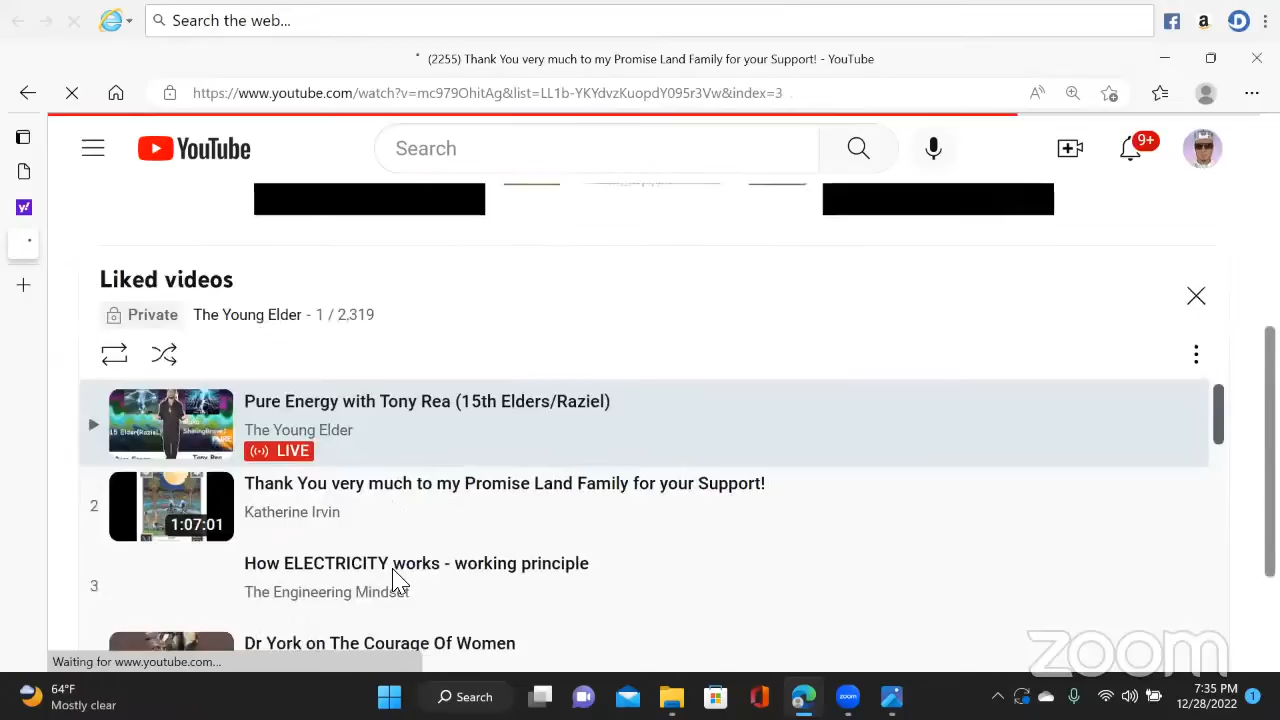 Search the web...
(2255) Thank You very much to my Promise Land Family for your Support! - YouTube
https://www.youtube.com/watch?v=mc979OhitAg&list=LL1b-YKYdvzKuopdY095r3Vw&index=3
YouTube
Search
9+
Liked videos
Private The Young Elder - 1 / 2,319
Pure Energy with Tony Rea (15th Elders/Raziel)
The Young Elder
LIVE
2
Thank You very much to my Promise Land Family for your Support!
Katherine Irvin
1:07:01
3
How ELECTRICITY works - working principle
The Engineering Mindset
Dr York on The Courage Of Women
Waiting for www.youtube.com...
zoom
64°F
Mostly clear
Search
7:35 PM
12/28/2022
1